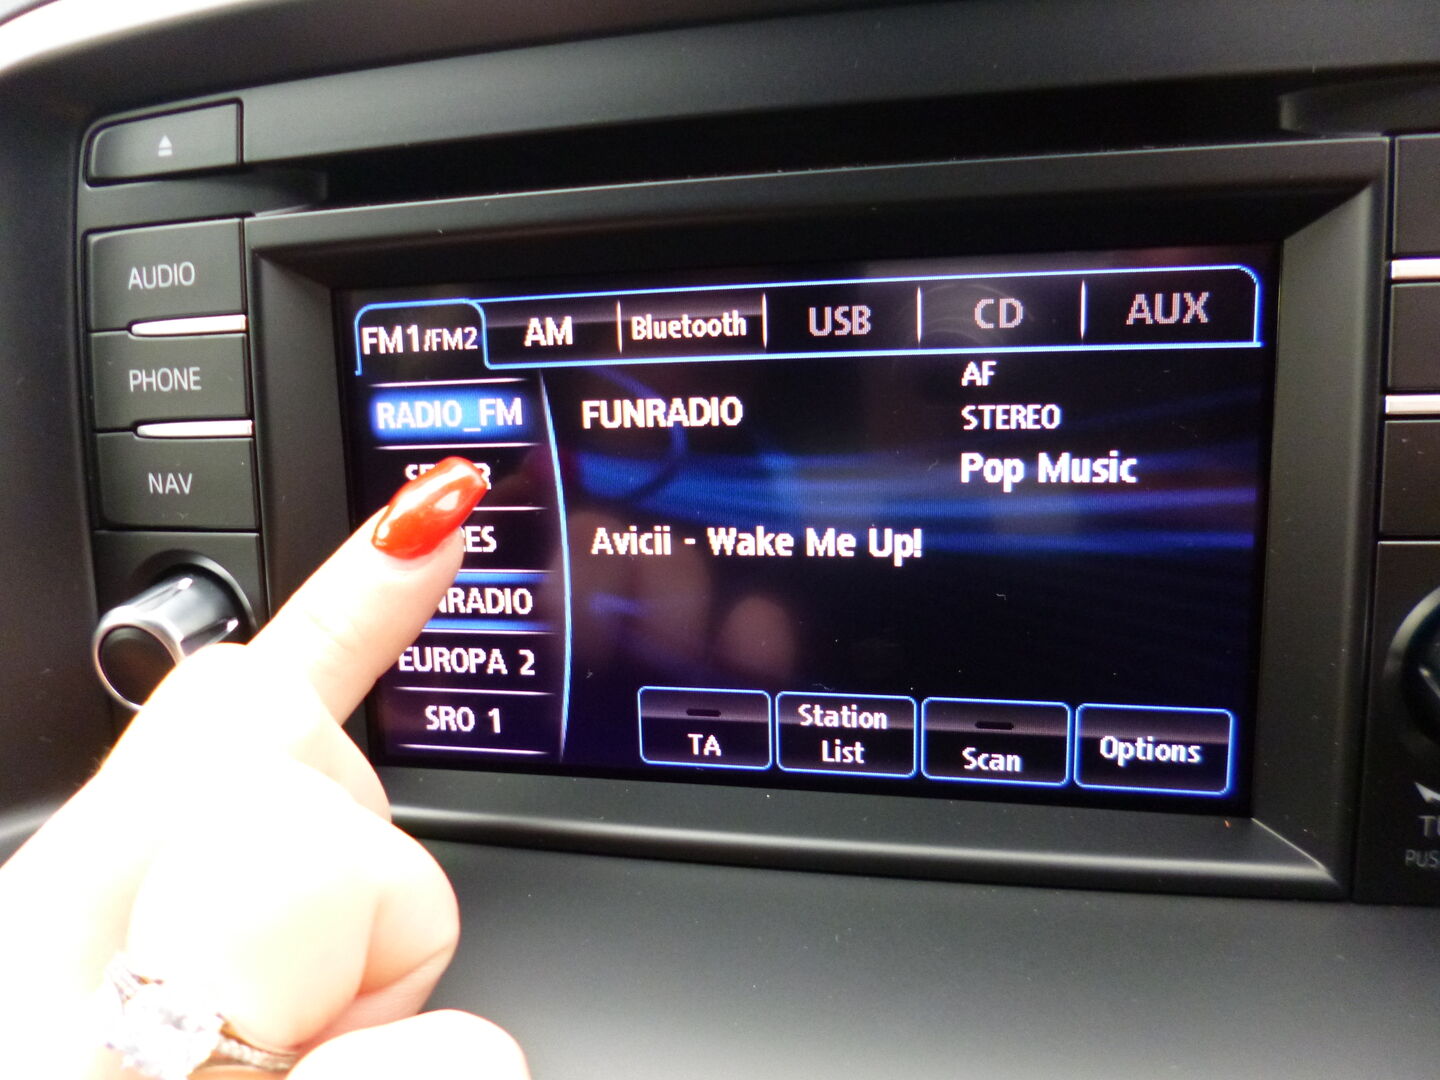 AUDIO
PHONE
NAV
FM1/FM2
AM
Bluetooth
USB
CD
AUX
RADIO_FM
EUROPA 2
SRO 1
FUNRADIO
AF
STEREO
Pop Music
Avicii - Wake Me Up!
TA
Station
List
Scan
Options